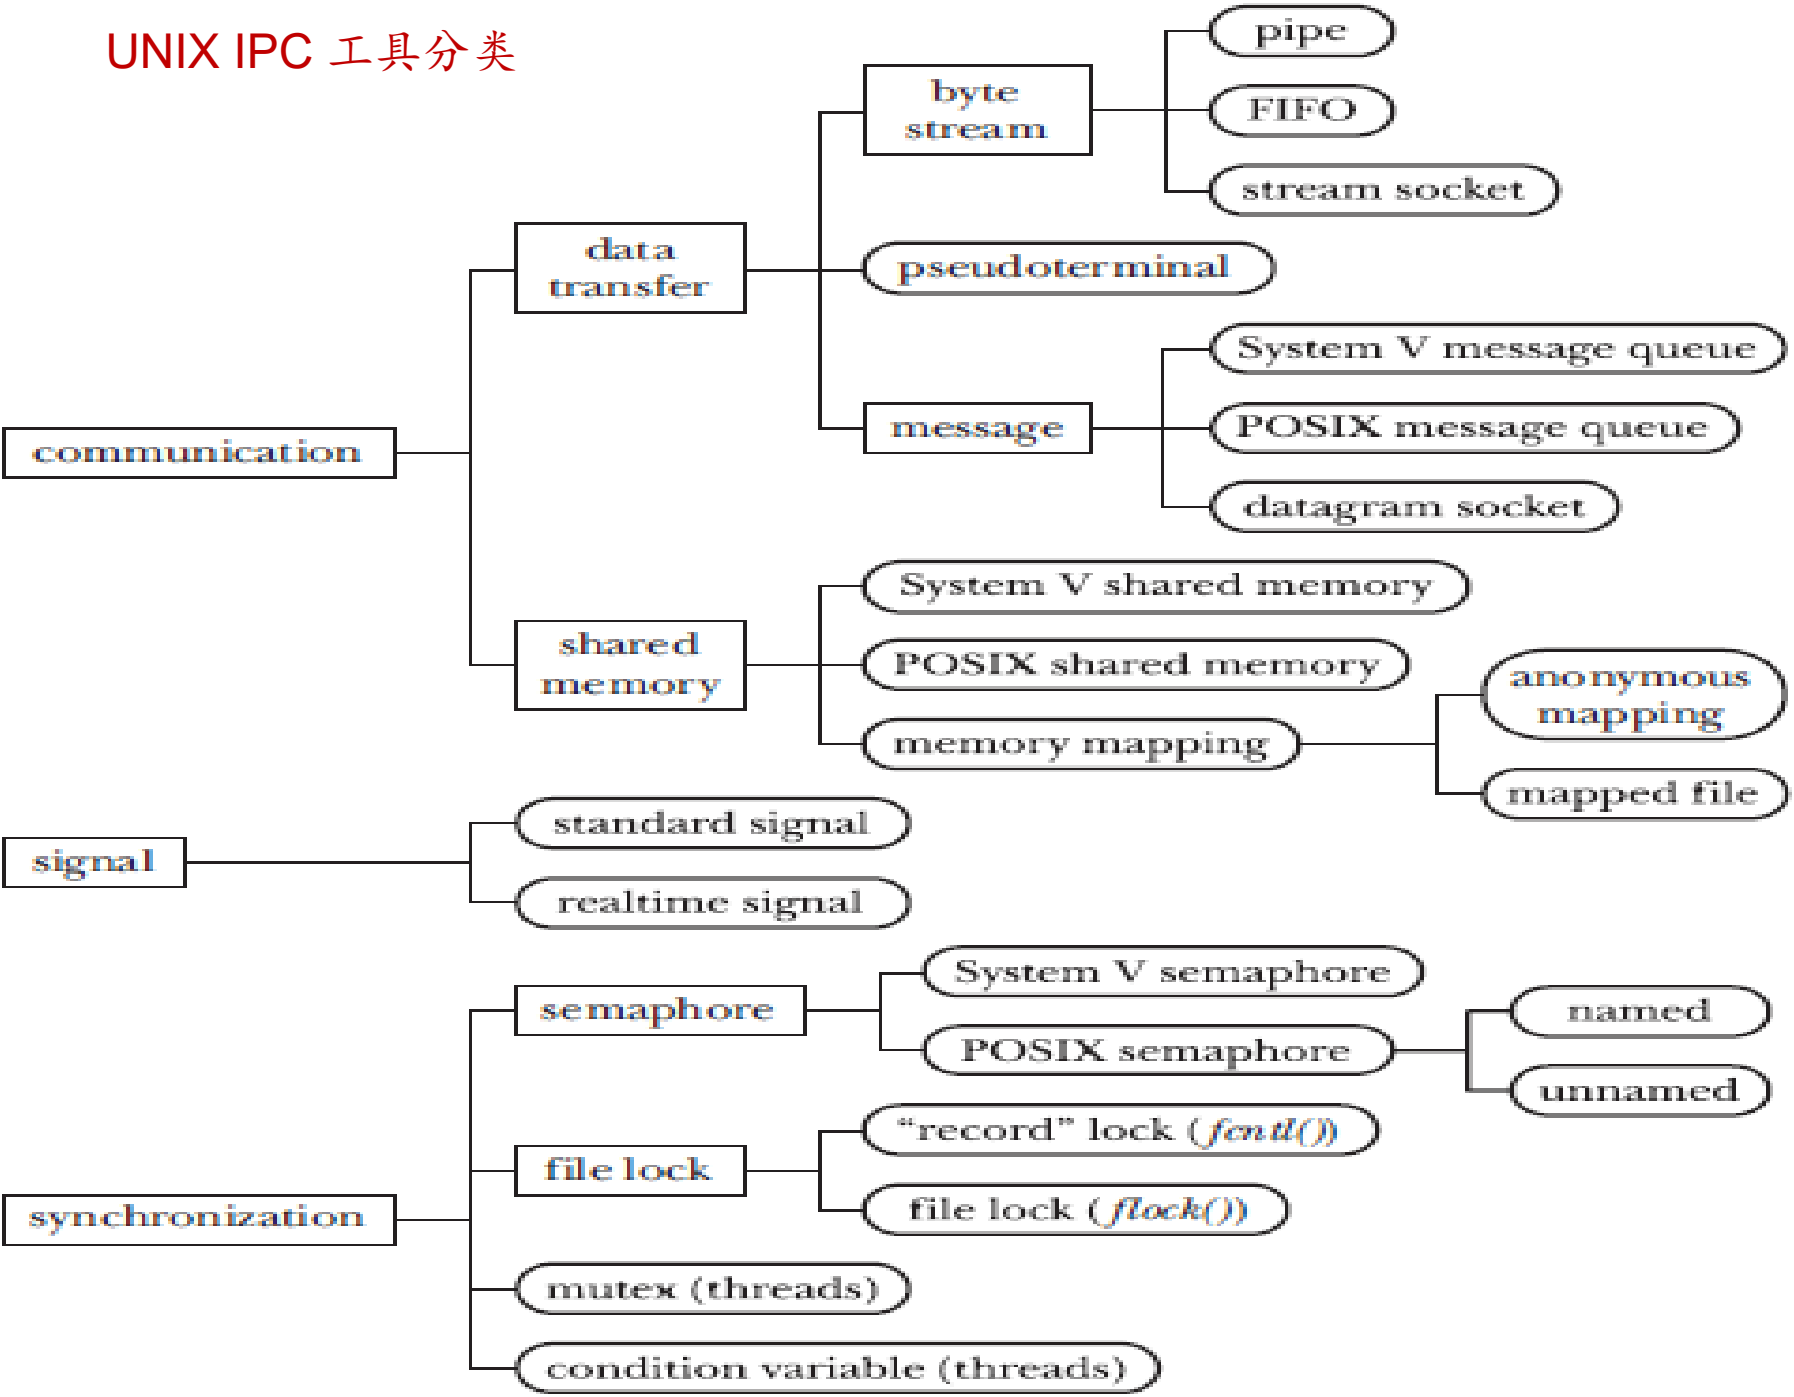 UNIX IPC 工具分类
pipe
byte
stream
FIFO
stream socket
data
transfer
pseudoterminal
System V message queue
message
POSIX message queue
datagram socket
communication
System V shared memory
shared
memory
POSIX shared memory
anonymous
mapping
memory mapping
mapped file
standard signal
signal
realtime signal
System V semaphore
semaphore
named
POSIX semaphore
unnamed
“record” lock (fcntl())
file lock
file lock (flock())
synchronization
mutex (threads)
condition variable (threads)